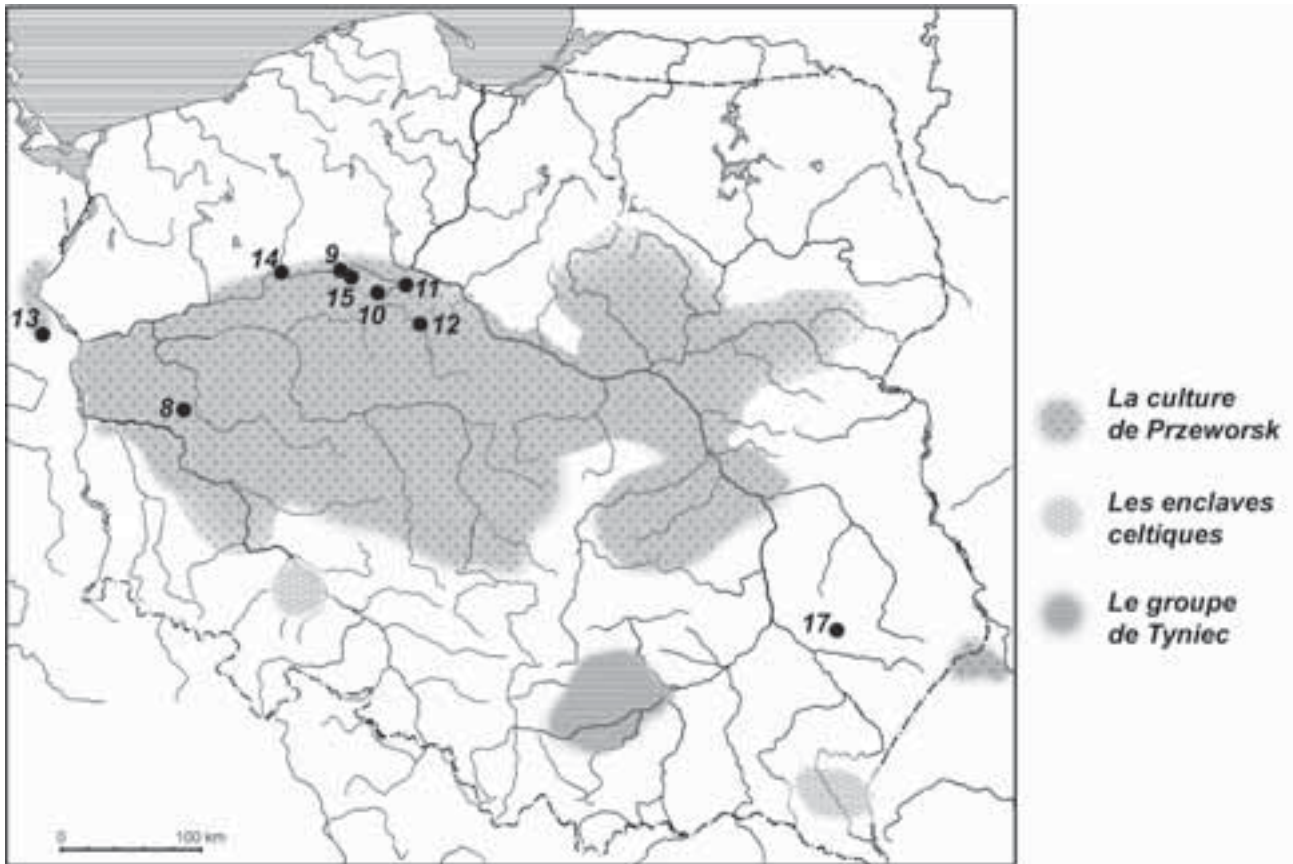 14
9
15
10
11
12
13
8
17
La culture
de Przeworsk
Les enclaves
celtiques
Le groupe
de Tyniec
0 100 km